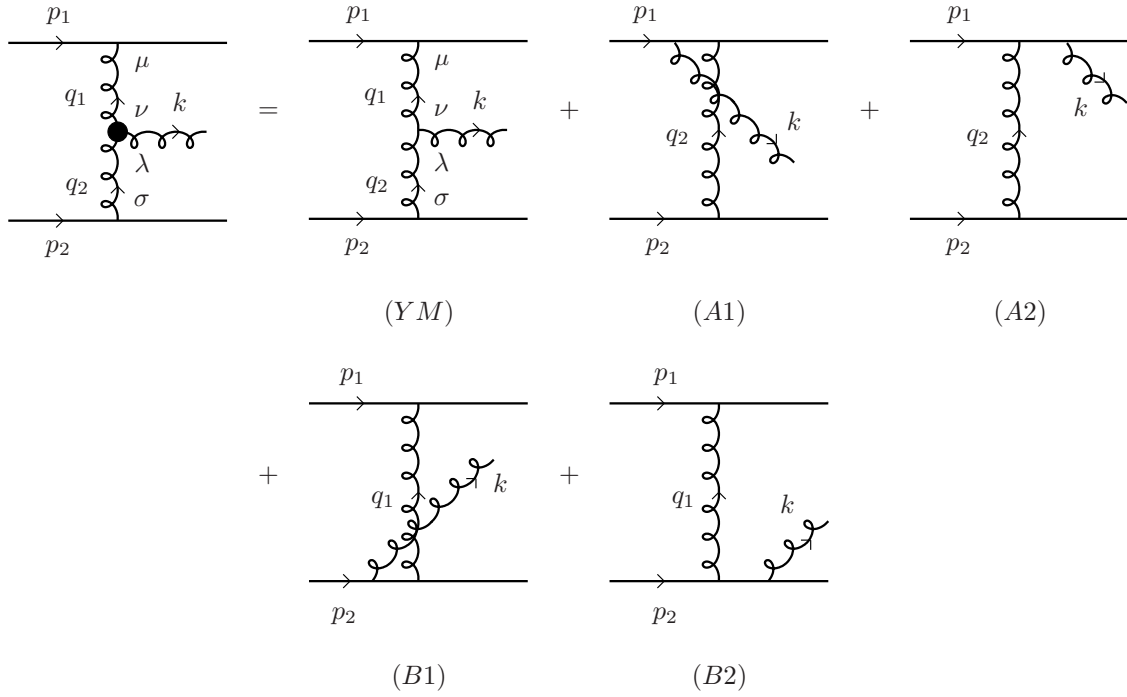 p₁ p₁ p₁ p₁
μ μ
q₁ ν k = q₁ ν k + q₂ k + q₂ k
q₂ λ σ q₂ λ σ
p₂ p₂ p₂ p₂
(YM) (A1) (A2)
p₁ p₁
+ q₁ k + q₁ k
p₂ p₂
(B1) (B2)